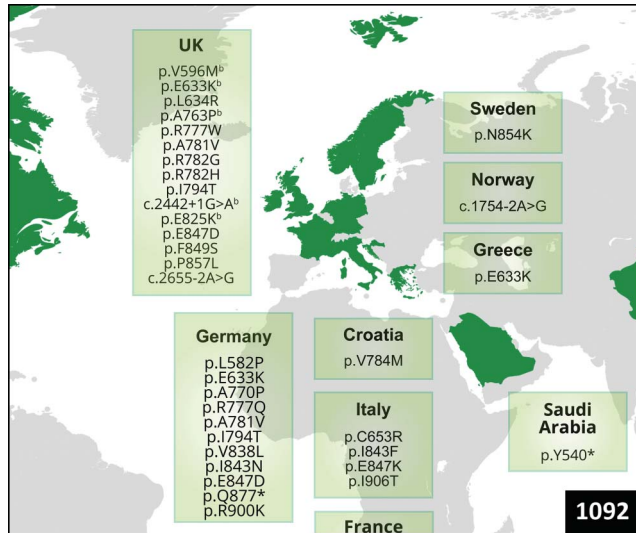 UK
p.V596Mᵇ
p.E633Kᵇ
p.L634R
p.A763Pᵇ
p.R777W
p.A781V
p.R782G
p.R782H
p.I794T
c.2442+1G>Aᵇ
p.E825Kᵇ
p.E847D
p.F849S
p.P857L
c.2655-2A>G
Sweden
p.N854K
Norway
c.1754-2A>G
Greece
p.E633K
Germany
p.L582P
p.E633K
p.A770P
p.R777Q
p.A781V
p.I794T
p.V838L
p.I843N
p.E847D
p.Q877*
p.R900K
Croatia
p.V784M
Italy
p.C653R
p.I843F
p.E847K
p.I906T
Saudi
Arabia
p.Y540*
France
1092